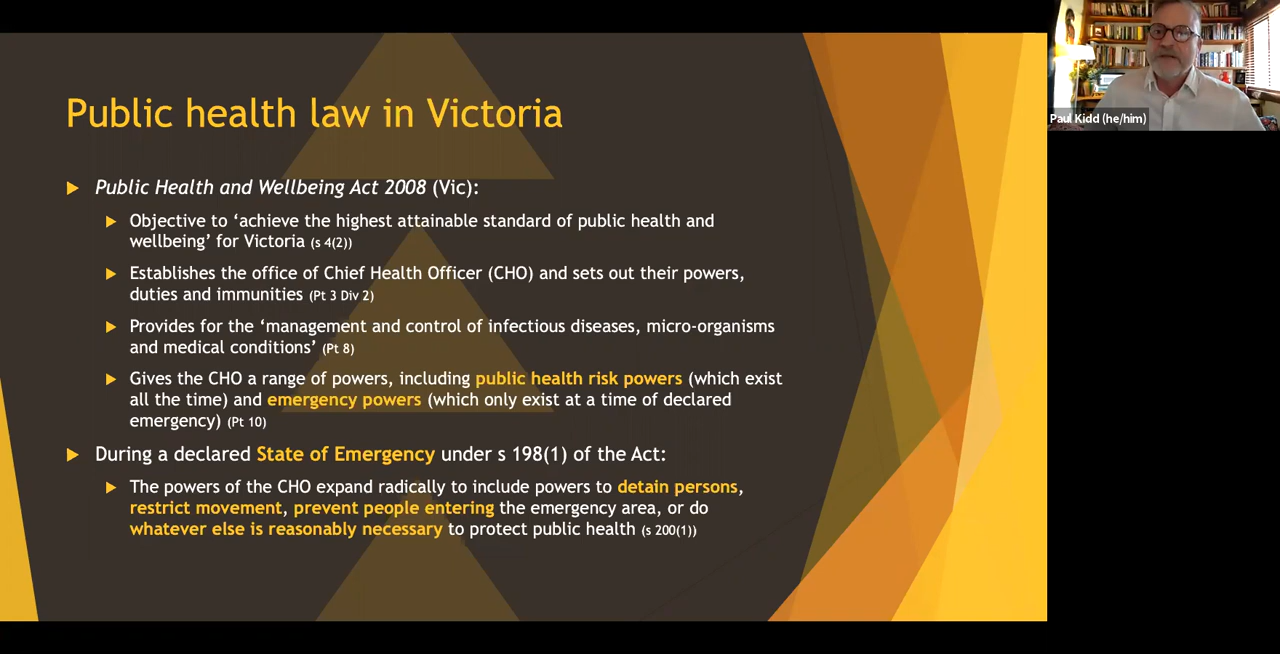 Public health law in Victoria
Public Health and Wellbeing Act 2008 (Vic):
Objective to ‘achieve the highest attainable standard of public health and
wellbeing’ for Victoria (s 4(2))
Establishes the office of Chief Health Officer (CHO) and sets out their powers,
duties and immunities (Pt 3 Div 2)
Provides for the ‘management and control of infectious diseases, micro-organisms
and medical conditions’ (Pt 8)
Gives the CHO a range of powers, including public health risk powers (which exist
all the time) and emergency powers (which only exist at a time of declared
emergency) (Pt 10)
During a declared State of Emergency under s 198(1) of the Act:
The powers of the CHO expand radically to include powers to detain persons,
restrict movement, prevent people entering the emergency area, or do
whatever else is reasonably necessary to protect public health (s 200(1))
Paul Kidd (he/him)